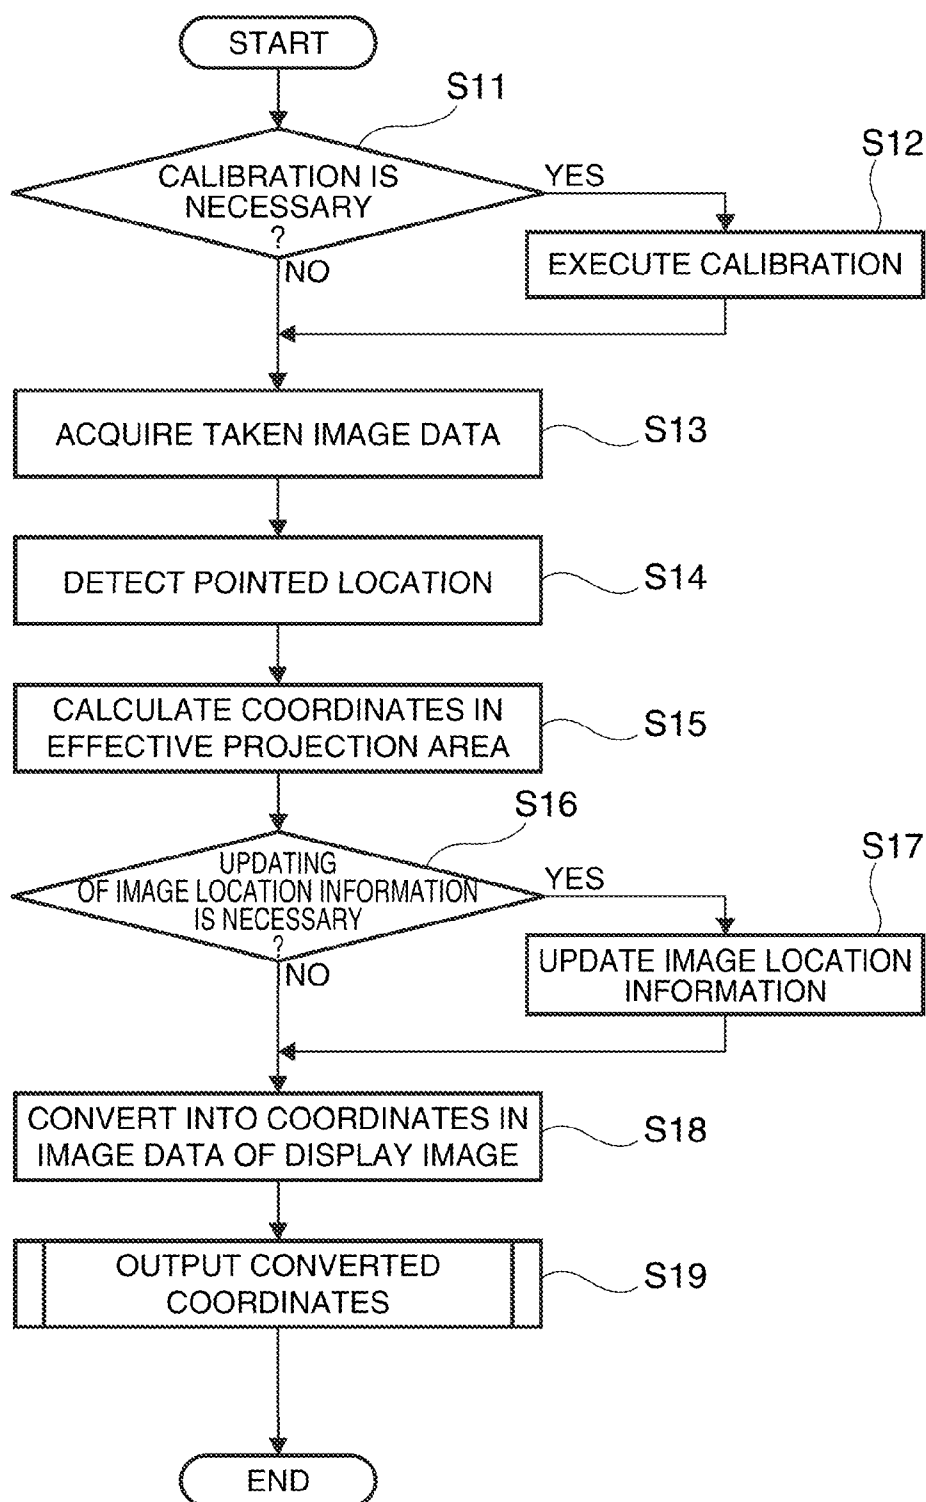 START
S11
CALIBRATION IS
NECESSARY
?
YES
S12
EXECUTE CALIBRATION
NO
ACQUIRE TAKEN IMAGE DATA
S13
DETECT POINTED LOCATION
S14
CALCULATE COORDINATES IN
EFFECTIVE PROJECTION AREA
S15
S16
UPDATING
OF IMAGE LOCATION INFORMATION
IS NECESSARY
?
YES
S17
UPDATE IMAGE LOCATION
INFORMATION
NO
CONVERT INTO COORDINATES IN
IMAGE DATA OF DISPLAY IMAGE
S18
OUTPUT CONVERTED
COORDINATES
S19
END